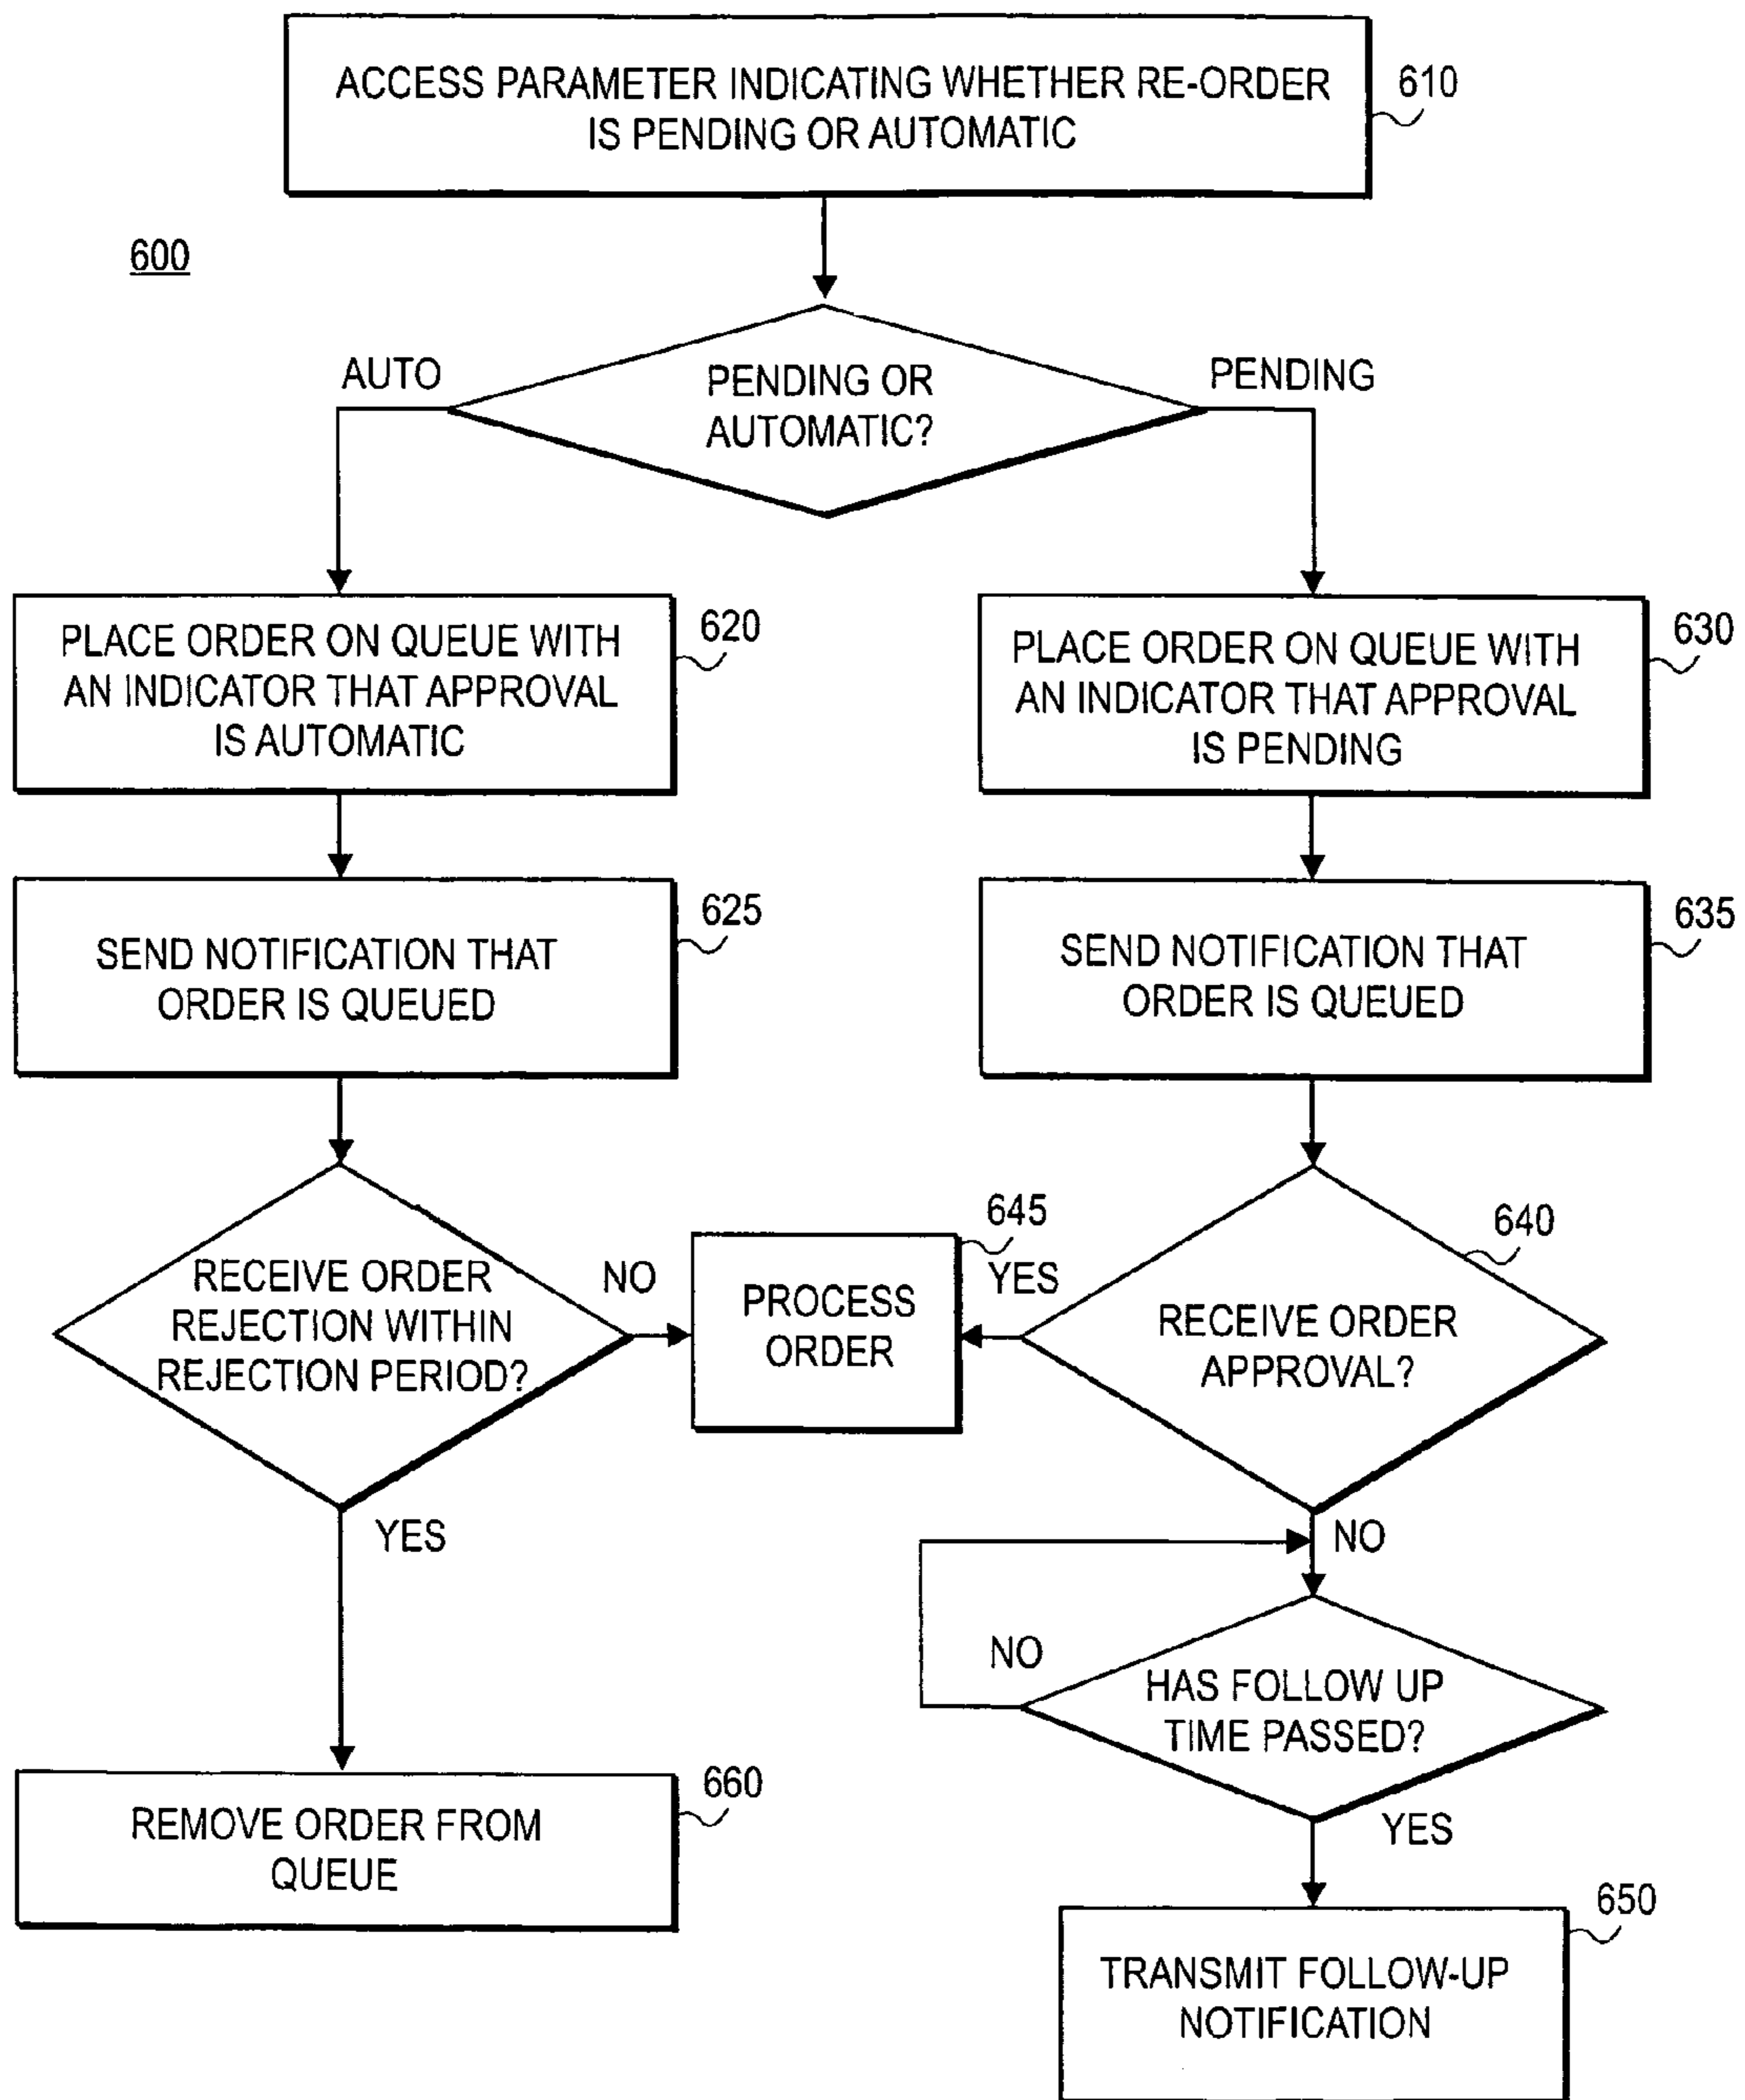 ACCESS PARAMETER INDICATING WHETHER RE-ORDER
IS PENDING OR AUTOMATIC
610
600
PENDING OR
AUTOMATIC?
AUTO
PENDING
PLACE ORDER ON QUEUE WITH
AN INDICATOR THAT APPROVAL
IS AUTOMATIC
620
PLACE ORDER ON QUEUE WITH
AN INDICATOR THAT APPROVAL
IS PENDING
630
SEND NOTIFICATION THAT
ORDER IS QUEUED
625
SEND NOTIFICATION THAT
ORDER IS QUEUED
635
RECEIVE ORDER
REJECTION WITHIN
REJECTION PERIOD?
NO
PROCESS
ORDER
645
YES
RECEIVE ORDER
APPROVAL?
640
YES
NO
NO
HAS FOLLOW UP
TIME PASSED?
YES
REMOVE ORDER FROM
QUEUE
660
TRANSMIT FOLLOW-UP
NOTIFICATION
650